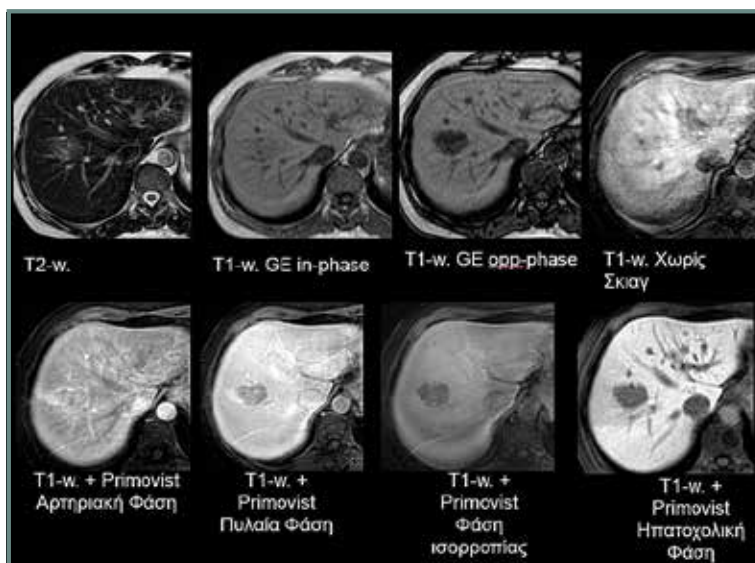 T2-w.
T1-w. GE in-phase
T1-w. GE opp-phase
T1-w. Χωρίς
Σκιαγ
T1-w. + Primovist
Αρτηριακή Φάση
T1-w. +
Primovist
Πυλαία Φάση
T1-w. +
Primovist
Φάση
ισορροπίας
T1-w. +
Primovist
Ηπατοχολική
Φάση